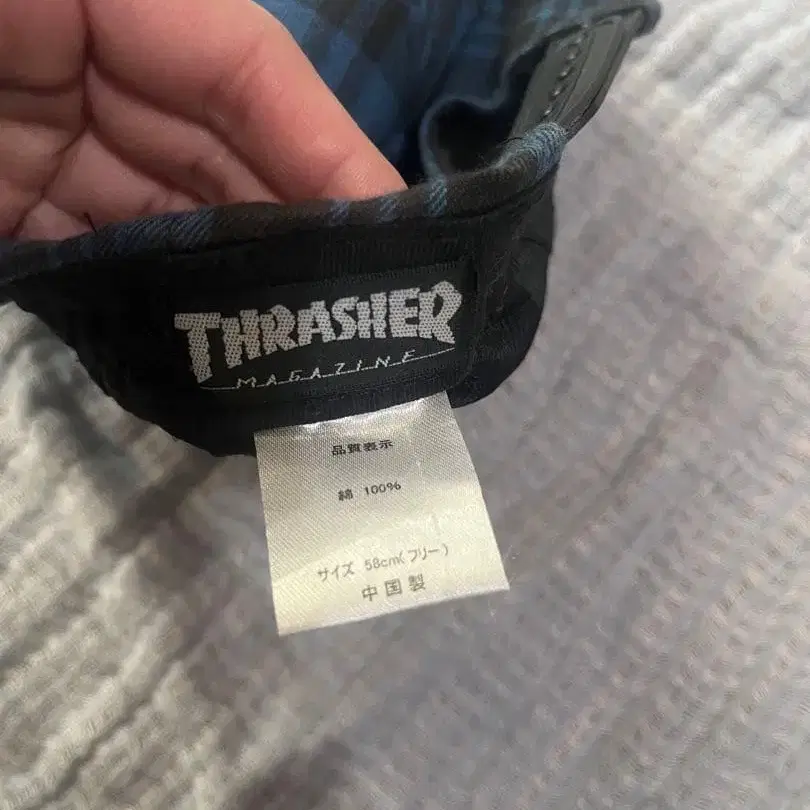 THRASHER
MAGAZINE
品質表示
綿 100%
サイズ 58cm(フリー)
中国製